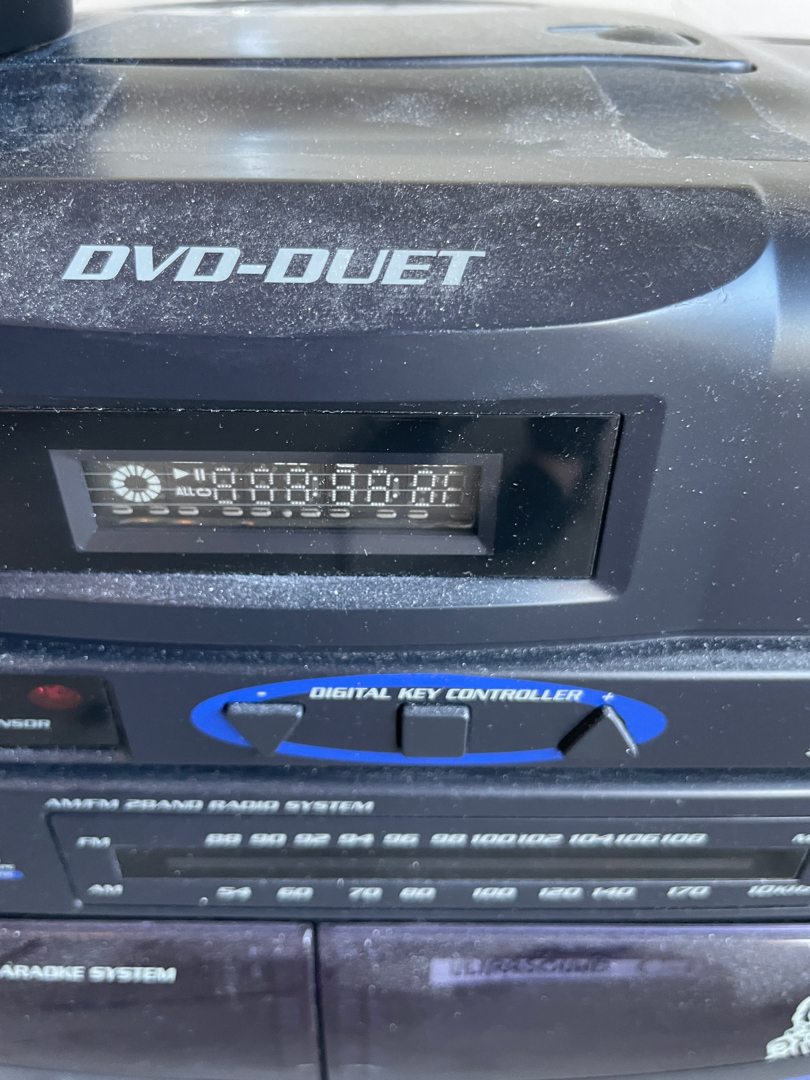 DVD-DUET
ALL
- DIGITAL KEY CONTROLLER +
NSOR
AM/FM 2BAND RADIO SYSTEM
FM 88 90 92 94 96 98 100 102 104 106 108
AM 54 60 70 80 100 120 140 170
ARAOKE SYSTEM